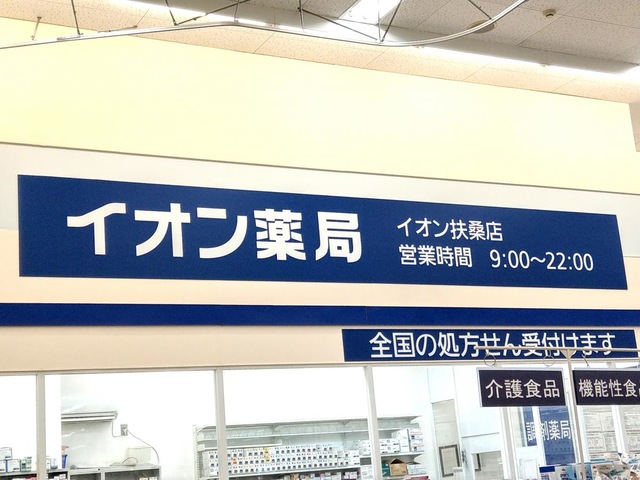 イオン薬局
イオン扶桑店
営業時間 9:00～22:00
全国の処方せん受付けます
介護食品
機能性食
調剤薬局